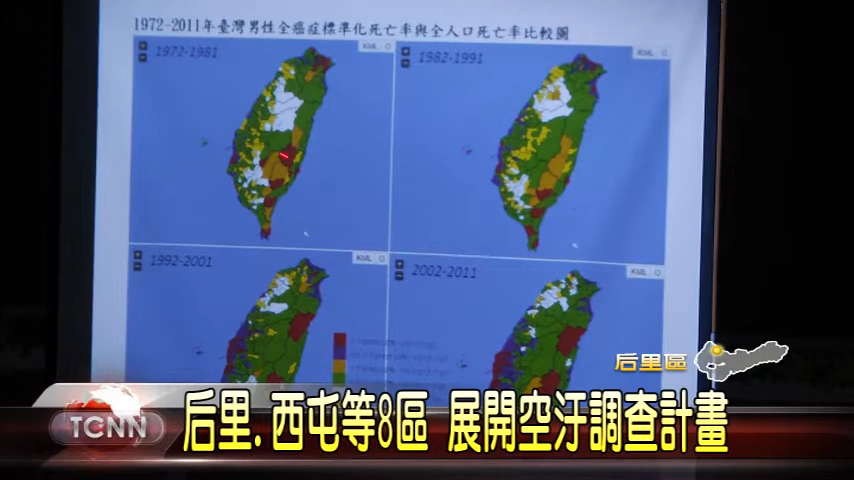 1972-2011年臺灣男性全癌症標準化死亡率與全人口死亡率比較圖
KML
1972-1981
KML
1982-1991
KML
1992-2001
KML
2002-2011
后里區
TCNN
后里.西屯等8區 展開空汙調查計畫